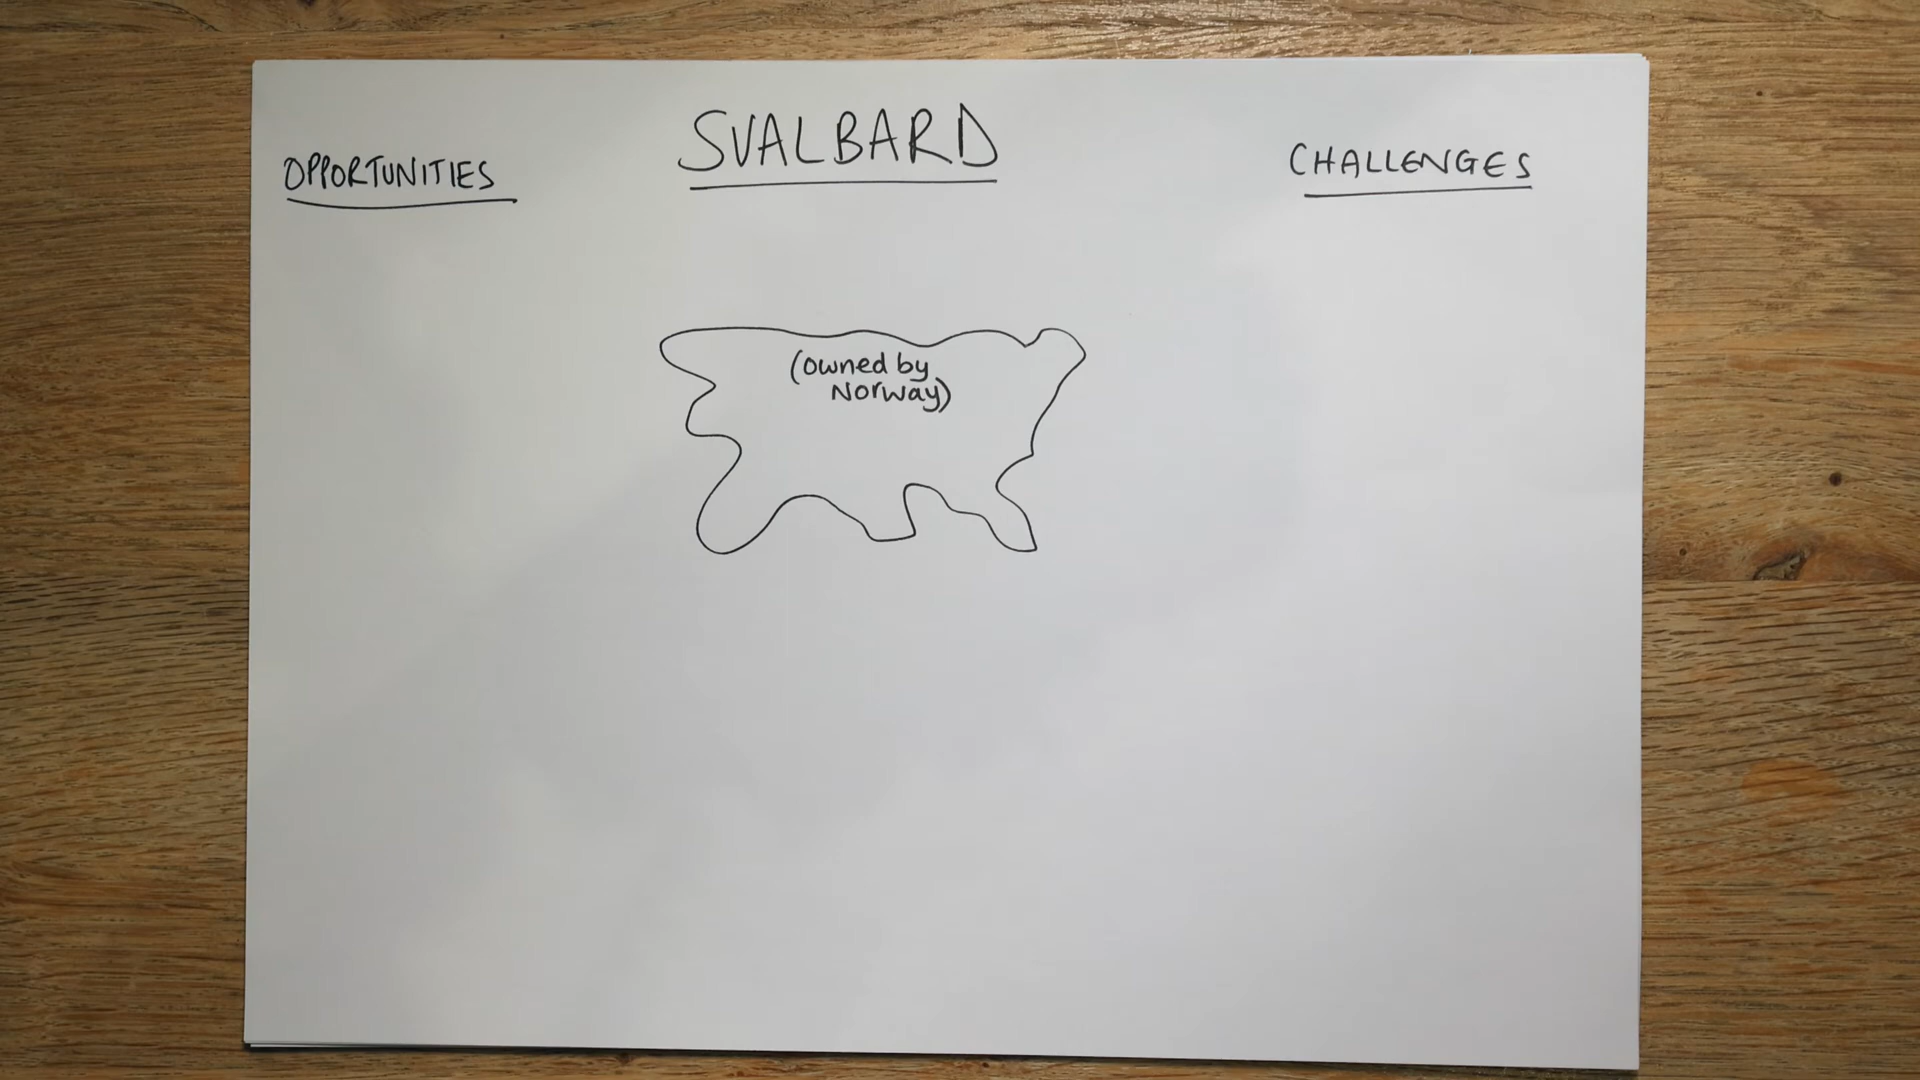 SVALBARD
OPPORTUNITIES
CHALLENGES
(owned by
Norway)